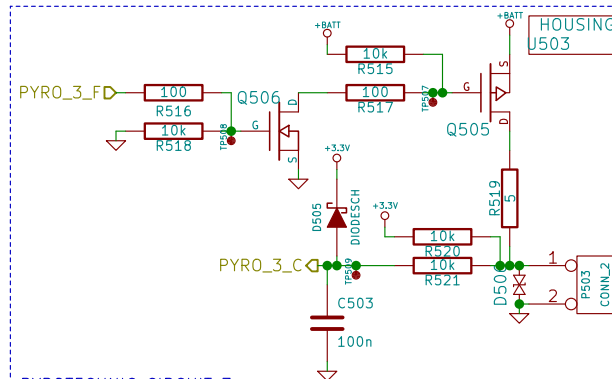 +BATT
HOUSING
U503
+BATT
10k
R515
S
PYRO_3_F
100
R516
Q506
D
100
R517
TP507
G
Q505
D
10k
R518
TP508
G
S
+3.3V
D505
DIODESCH
+3.3V
R519
5
10k
R520
PYRO_3_C
TP509
10k
R521
1
2
P503
CONN_2
C503
100n